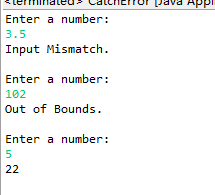 <terminated> CatchError [Java Appli
Enter a number:
3.5
Input Mismatch.
Enter a number:
102
Out of Bounds.
Enter a number:
5
22